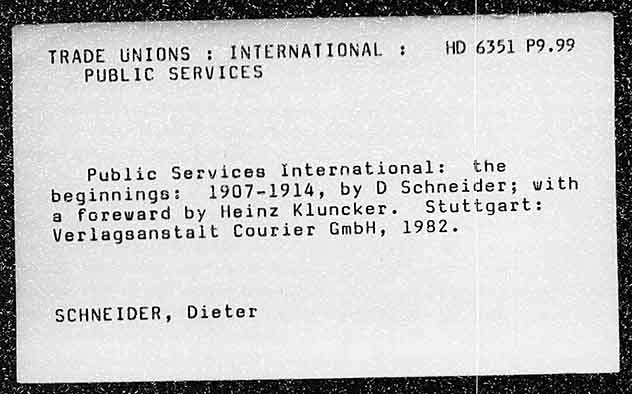 TRADE UNIONS : INTERNATIONAL : HD 6351 P9.99
PUBLIC SERVICES
Public Services International: the
beginnings: 1907-1914, by D Schneider; with
a foreward by Heinz Kluncker. Stuttgart:
Verlagsanstalt Courier GmbH, 1982.
SCHNEIDER, Dieter